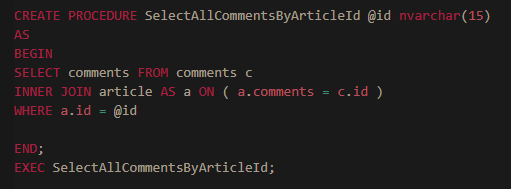 CREATE PROCEDURE SelectAllCommentsByArticleId @id nvarchar(15)
AS
BEGIN
SELECT comments FROM comments c
INNER JOIN article AS a ON ( a.comments = c.id )
WHERE a.id = @id
END;
EXEC SelectAllCommentsByArticleId;